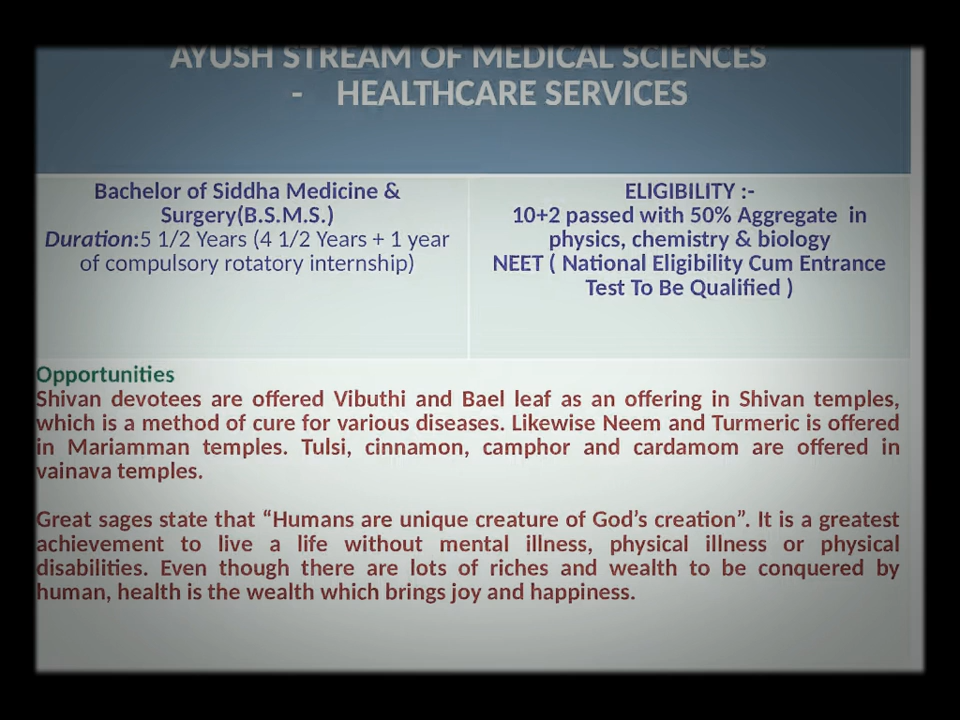 AYUSH STREAM OF MEDICAL SCIENCES
- HEALTHCARE SERVICES
Bachelor of Siddha Medicine &
Surgery(B.S.M.S.)
Duration:5 1/2 Years (4 1/2 Years + 1 year
of compulsory rotatory internship)
ELIGIBILITY :-
10+2 passed with 50% Aggregate in
physics, chemistry & biology
NEET ( National Eligibility Cum Entrance
Test To Be Qualified )
Opportunities
Shivan devotees are offered Vibuthi and Bael leaf as an offering in Shivan temples,
which is a method of cure for various diseases. Likewise Neem and Turmeric is offered
in Mariamman temples. Tulsi, cinnamon, camphor and cardamom are offered in
vainava temples.
Great sages state that “Humans are unique creature of God’s creation”. It is a greatest
achievement to live a life without mental illness, physical illness or physical
disabilities. Even though there are lots of riches and wealth to be conquered by
human, health is the wealth which brings joy and happiness.